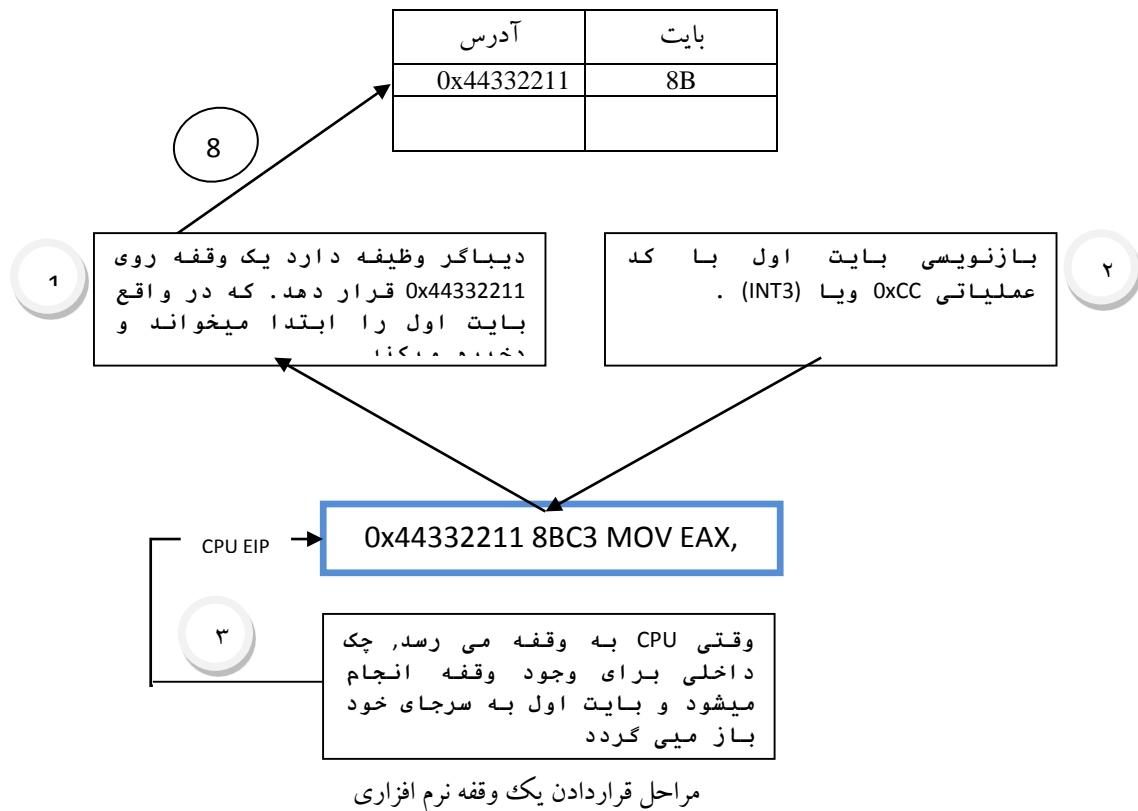 آدرس	بایت
0x44332211	8B
8
1
دیباگر وظیفه دارد یک وقفه روی
0x44332211 قرار دهد. که در واقع
بایت اول را ابتدا میخواند و
۲
بازنویسی بایت اول با کد
عملیاتی 0xCC ویا (INT3) .
CPU EIP
0x44332211 8BC3 MOV EAX,
۳
وقتی CPU به وقفه می رسد, چک
داخلی برای وجود وقفه انجام
میشود و بایت اول به سرجای خود
باز میی گردد
مراحل قراردادن یک وقفه نرم افزاری